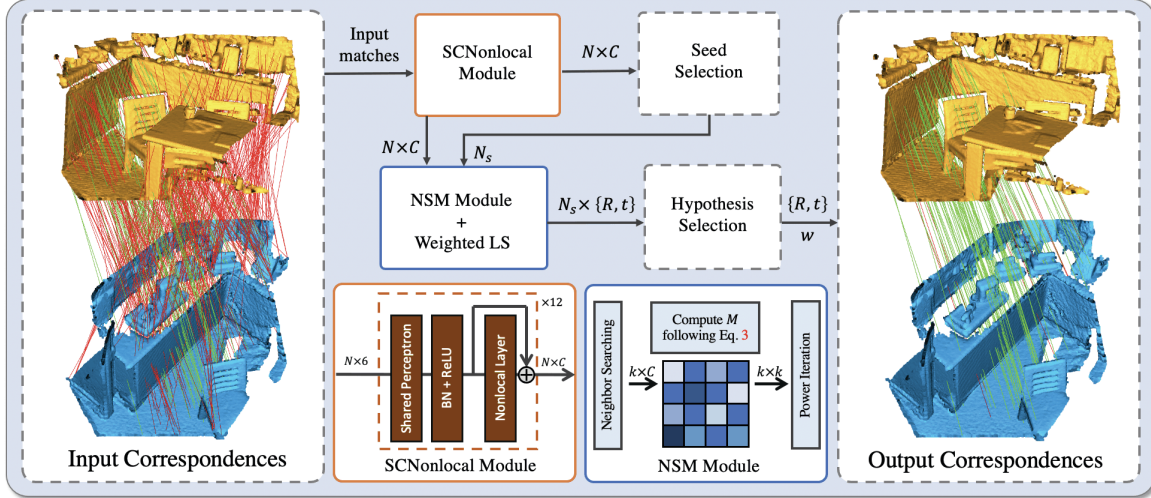 Input
matches
SCNonlocal
Module
N×C
Seed
Selection
N×C
N_s
NSM Module
+
Weighted LS
N_s × {R, t}
Hypothesis
Selection
{R, t}
w
×12
N×6
Shared Perceptron
BN + ReLU
Nonlocal Layer
N×C
SCNonlocal Module
Neighbor Searching
k×C
Compute M
following Eq. 3
k×k
Power Iteration
NSM Module
Input Correspondences
Output Correspondences